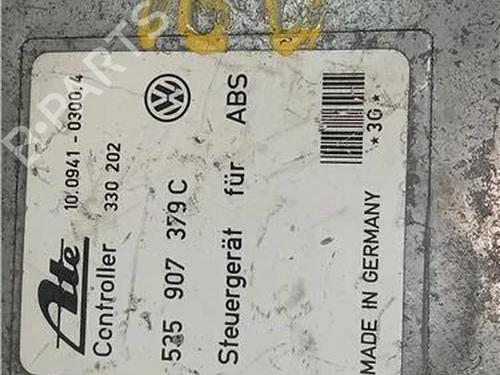 10.0941-0300.4
Ate
Controller 330 202
535 907 379 C
Steuergerät für ABS
*3G*
MADE IN GERMANY
VW
B-PARTS